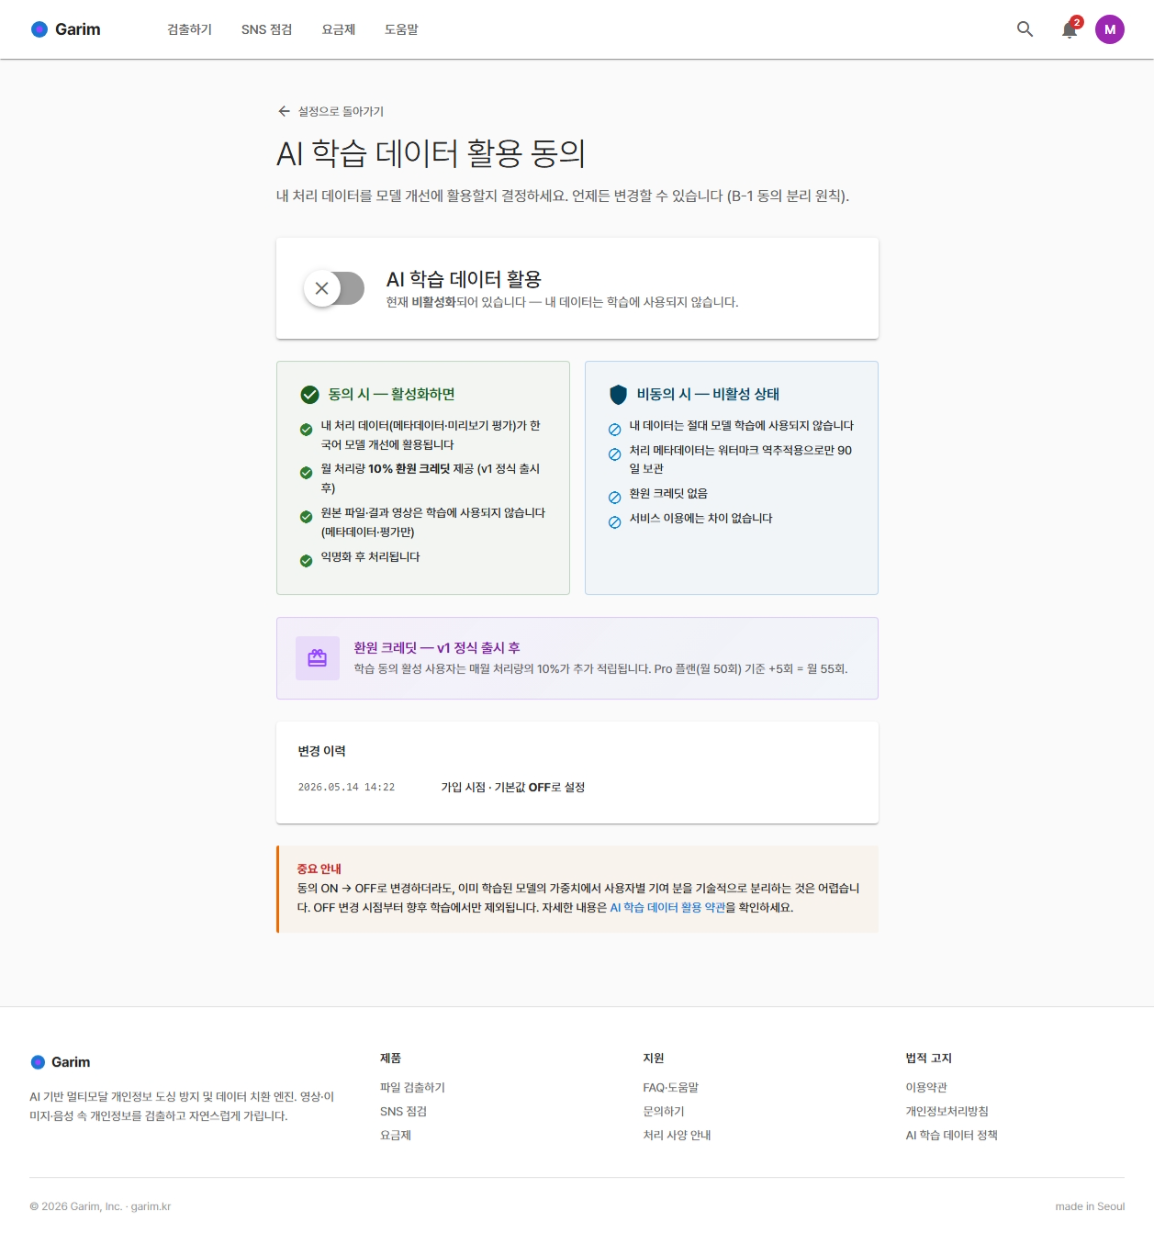 Garim
검출하기
SNS 점검
요금제
도움말
2
M
설정으로 돌아가기
AI 학습 데이터 활용 동의
내 처리 데이터를 모델 개선에 활용할지 결정하세요. 언제든 변경할 수 있습니다 (B-1 동의 분리 원칙).
AI 학습 데이터 활용
현재 비활성화되어 있습니다 — 내 데이터는 학습에 사용되지 않습니다.
동의 시 — 활성화하면
내 처리 데이터(메타데이터·미리보기 평가)가 한
국어 모델 개선에 활용됩니다
월 처리량 10% 환원 크레딧 제공 (v1 정식 출시
후)
원본 파일·결과 영상은 학습에 사용되지 않습니다
(메타데이터·평가만)
익명화 후 처리됩니다
비동의 시 — 비활성 상태
내 데이터는 절대 모델 학습에 사용되지 않습니다
처리 메타데이터는 워터마크 역추적용으로만 90
일 보관
환원 크레딧 없음
서비스 이용에는 차이 없습니다
환원 크레딧 — v1 정식 출시 후
학습 동의 활성 사용자는 매월 처리량의 10%가 추가 적립됩니다. Pro 플랜(월 50회) 기준 +5회 = 월 55회.
변경 이력
2026.05.14 14:22
가입 시점 · 기본값 OFF로 설정
중요 안내
동의 ON → OFF로 변경하더라도, 이미 학습된 모델의 가중치에서 사용자별 기여 분을 기술적으로 분리하는 것은 어렵습니
다. OFF 변경 시점부터 향후 학습에서만 제외됩니다. 자세한 내용은 AI 학습 데이터 활용 약관을 확인하세요.
Garim
AI 기반 멀티모달 개인정보 도싱 방지 및 데이터 치환 엔진. 영상·이
미지·음성 속 개인정보를 검출하고 자연스럽게 가립니다.
제품
파일 검출하기
SNS 점검
요금제
지원
FAQ·도움말
문의하기
처리 사양 안내
법적 고지
이용약관
개인정보처리방침
AI 학습 데이터 정책
© 2026 Garim, Inc. · garim.kr
made in Seoul